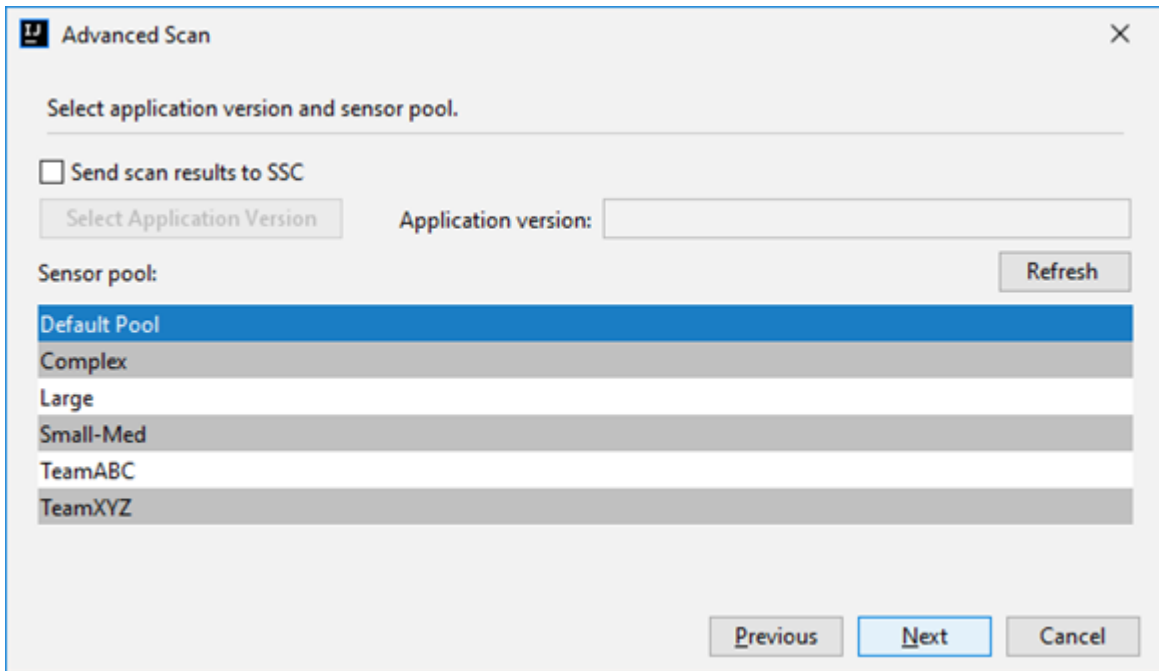 IJ Advanced Scan
Select application version and sensor pool.
Send scan results to SSC
Select Application Version Application version:
Sensor pool: Refresh
Default Pool
Complex
Large
Small-Med
TeamABC
TeamXYZ
Previous Next Cancel